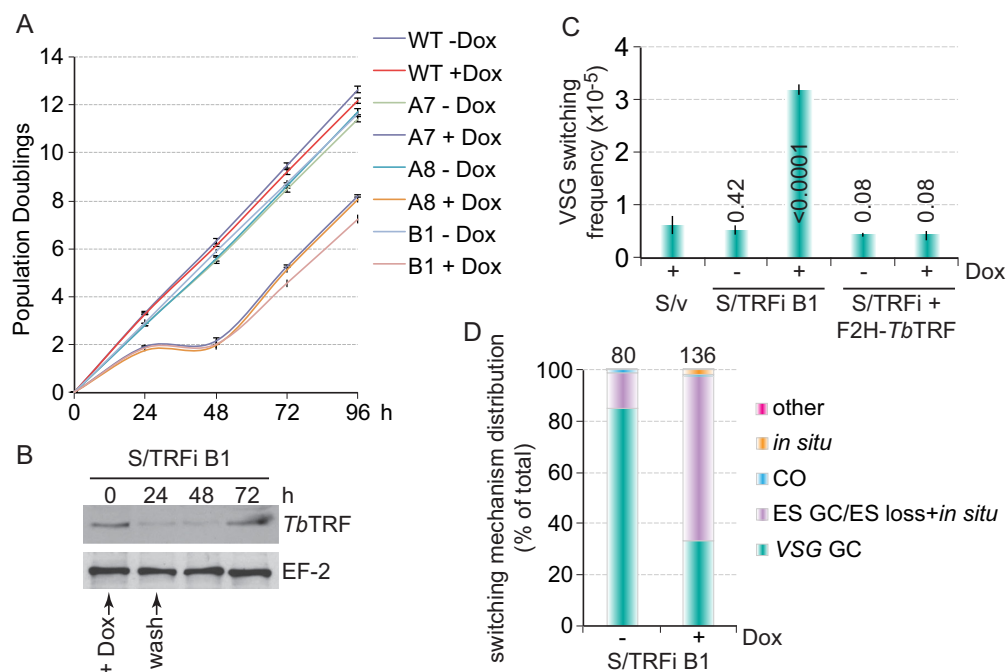 A
14
12
10
8
6
4
2
0
Population Doublings
0 24 48 72 96 h
WT -Dox
WT +Dox
A7 - Dox
A7 + Dox
A8 - Dox
A8 + Dox
B1 - Dox
B1 + Dox
B
S/TRFi B1
0 24 48 72 h
TbTRF
EF-2
+ Dox→
wash→
C
VSG switching
frequency (x10-5)
4
3
2
1
0
0.42
<0.0001
0.08
0.08
+ - + - + Dox
S/v S/TRFi B1 S/TRFi +
F2H-TbTRF
D
switching mechanism distribution
(% of total)
100
80
60
40
20
0
80 136
- + Dox
S/TRFi B1
other
in situ
CO
ES GC/ES loss+in situ
VSG GC